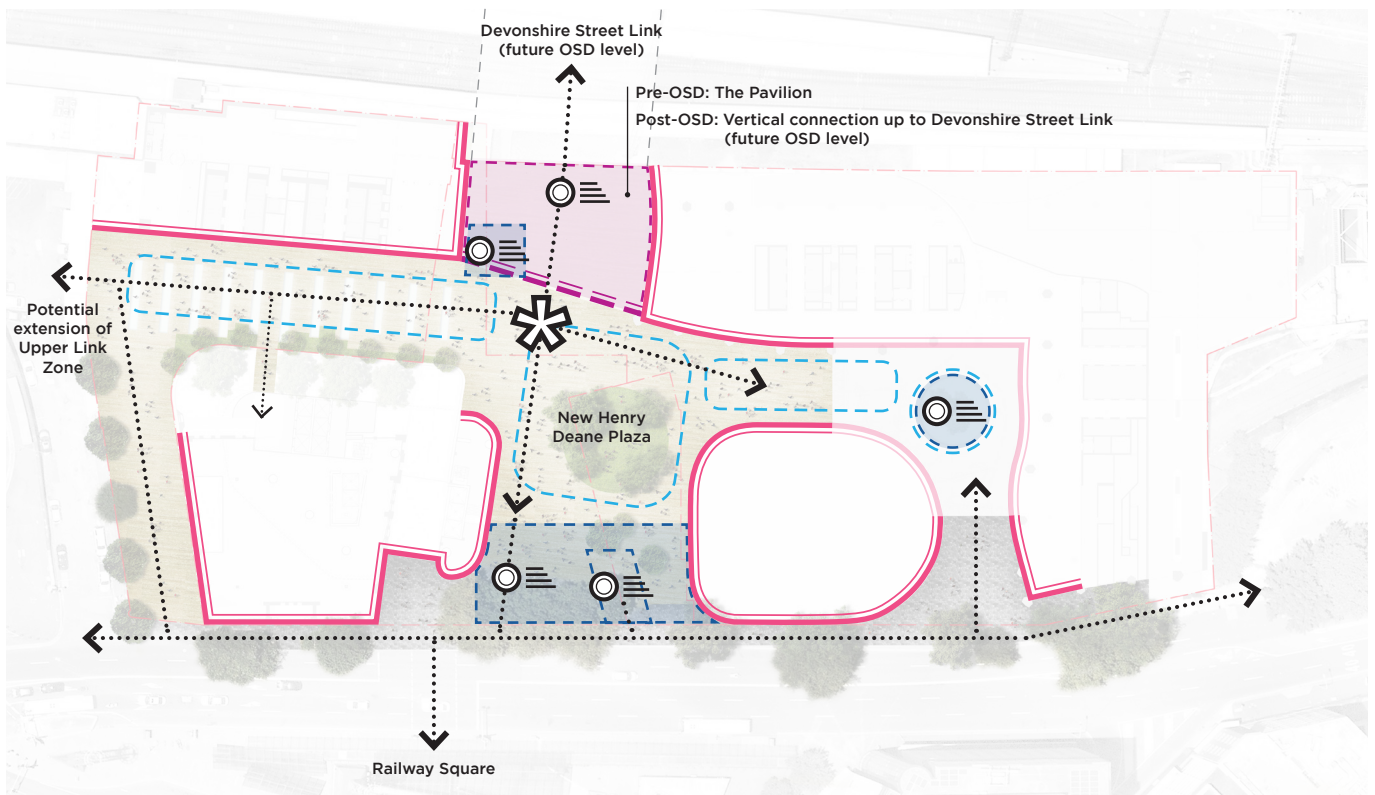 Devonshire Street Link
(future OSD level)
Pre-OSD: The Pavilion
Post-OSD: Vertical connection up to Devonshire Street Link
(future OSD level)
Potential
extension of
Upper Link
Zone
New Henry
Deane Plaza
Railway Square